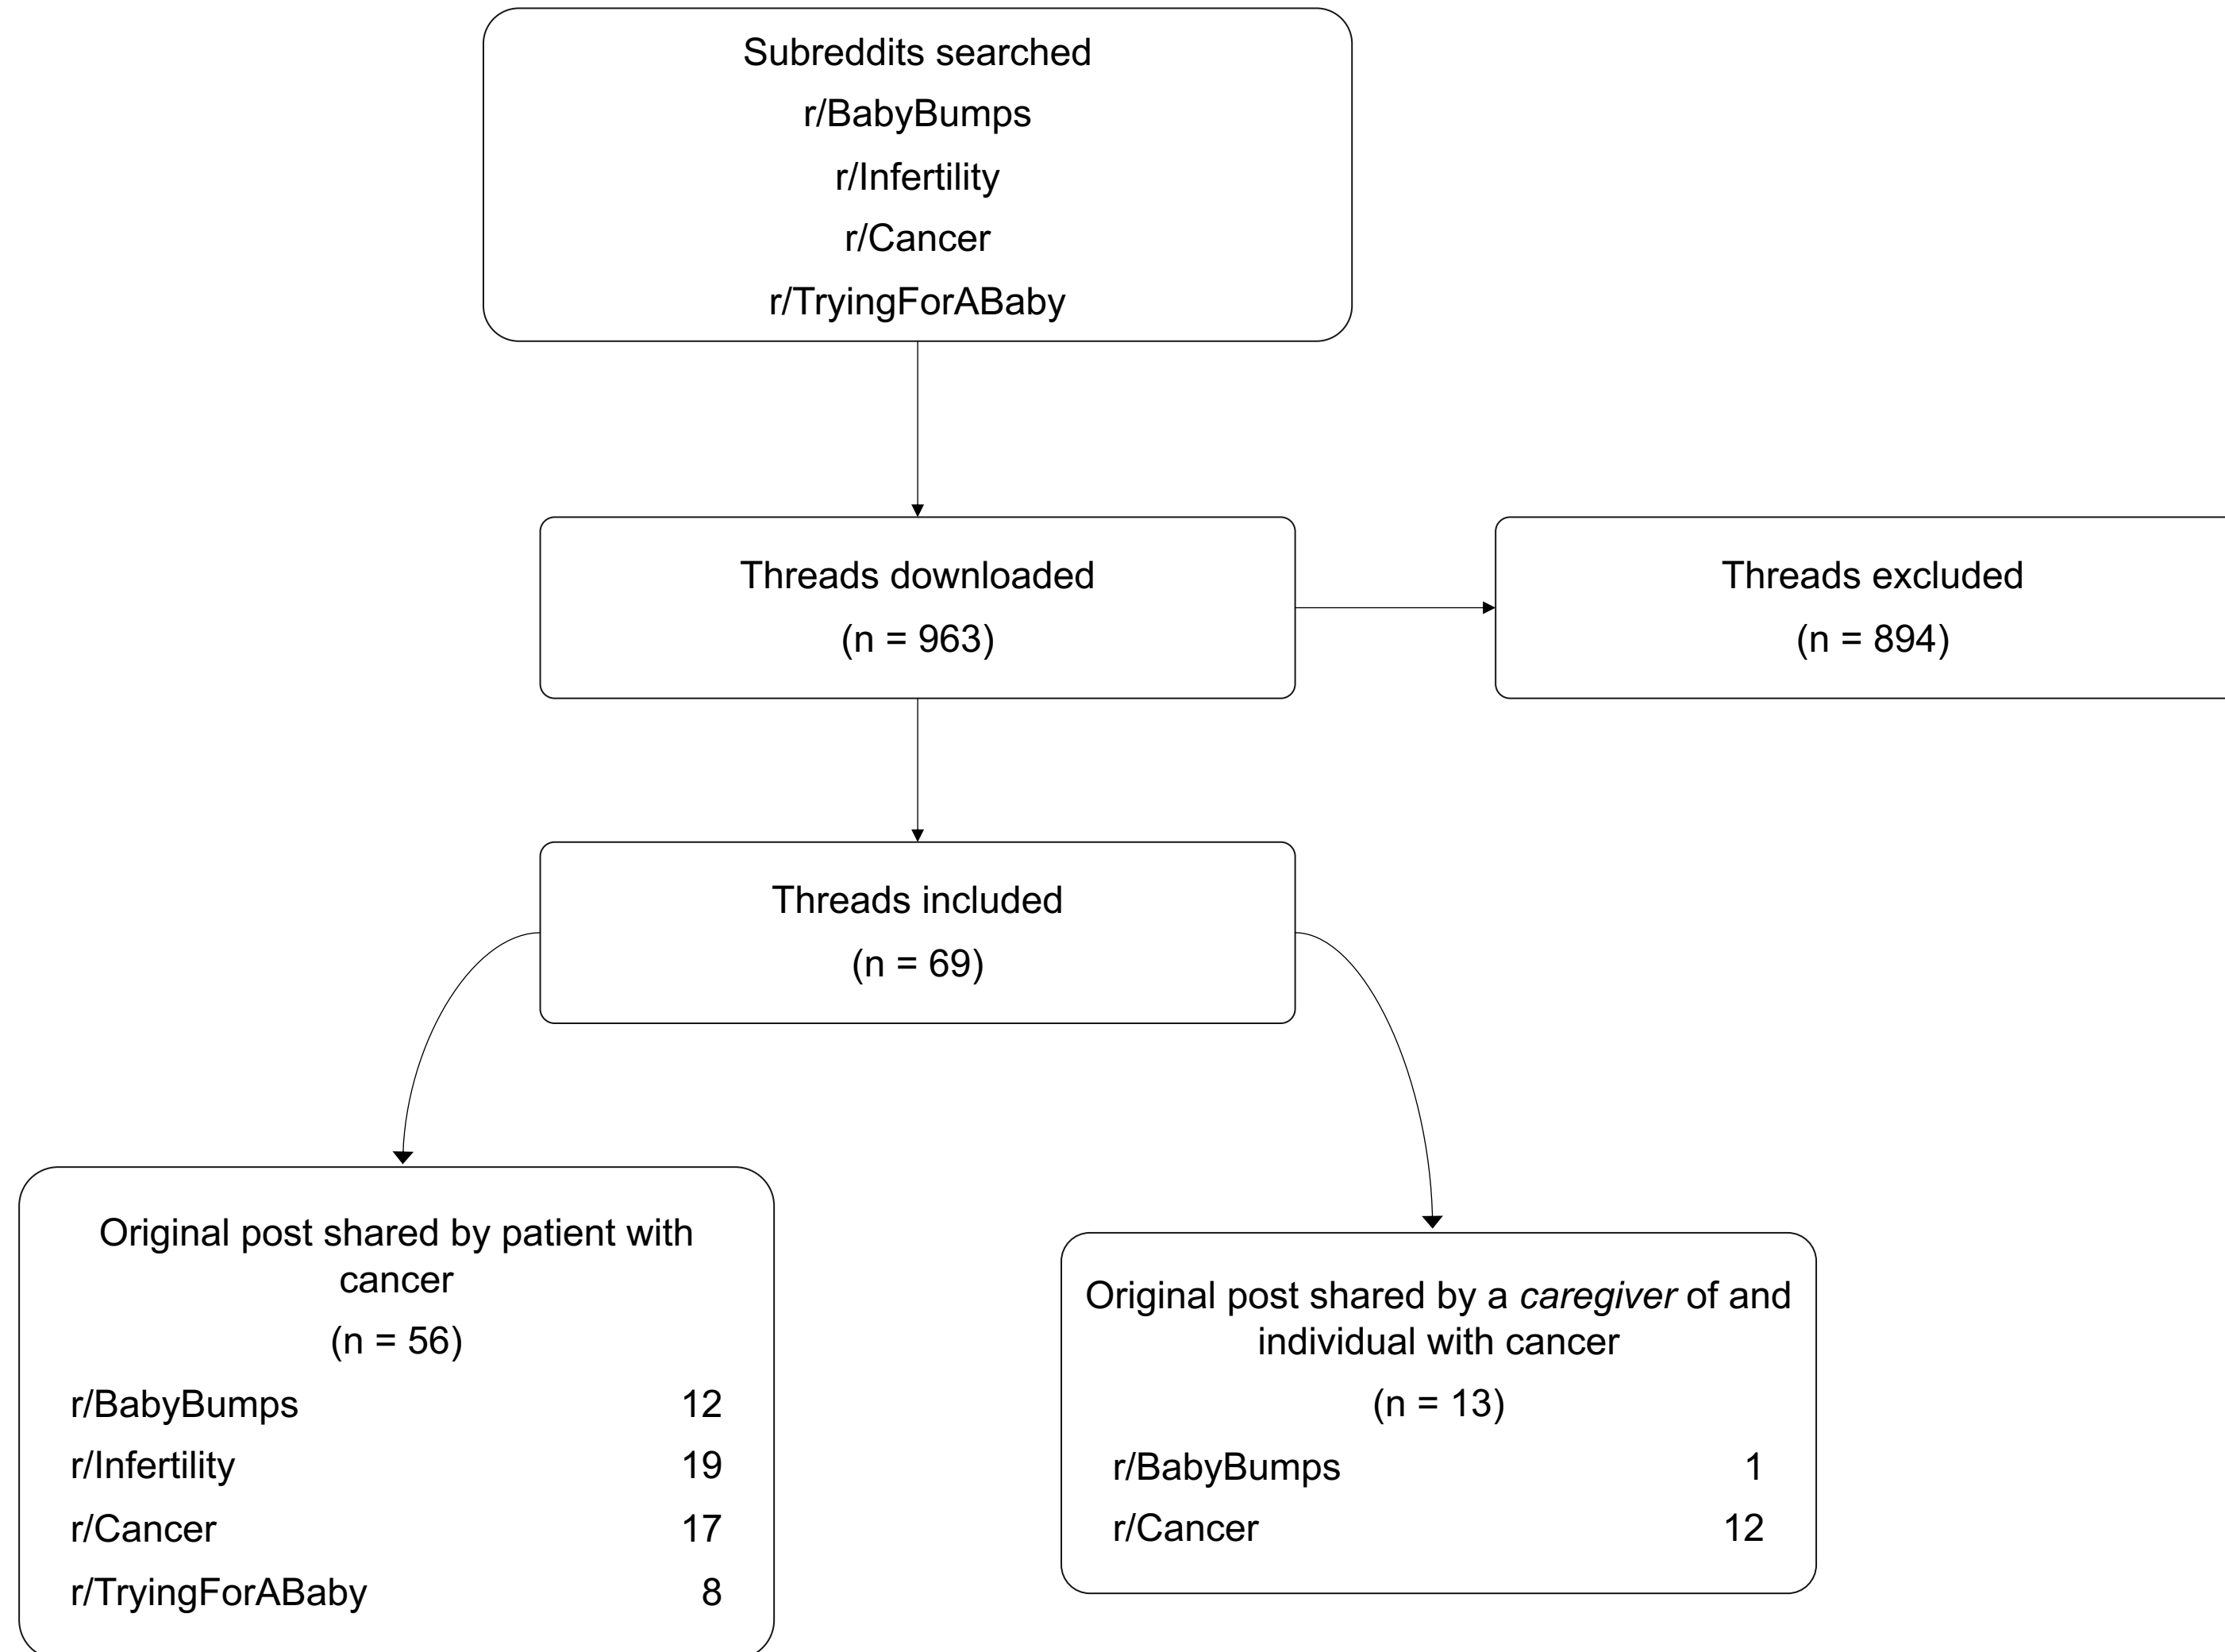 Subreddits searched
r/BabyBumps
r/Infertility
r/Cancer
r/TryingForABaby
Threads downloaded
(n = 963)
Threads excluded
(n = 894)
Threads included
(n = 69)
Original post shared by patient with
cancer
(n = 56)
r/BabyBumps 12
r/Infertility 19
r/Cancer 17
r/TryingForABaby 8
Original post shared by a caregiver of and
individual with cancer
(n = 13)
r/BabyBumps 1
r/Cancer 12